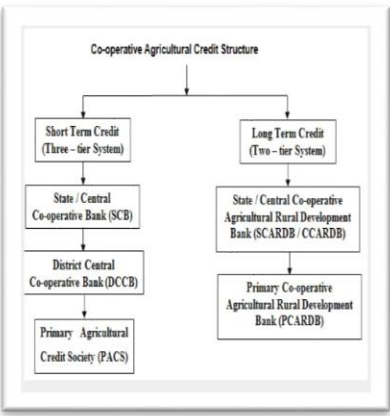 Co-operative Agricultural Credit Structure
Short Term Credit
(Three – tier System)
State / Central
Co-operative Bank (SCB)
District Central
Co-operative Bank (DCCB)
Primary Agricultural
Credit Society (PACS)
Long Term Credit
(Two – tier System)
State / Central Co-operative
Agricultural Rural Development
Bank (SCARDB / CCARDB)
Primary Co-operative
Agricultural Rural Development
Bank (PCARDB)